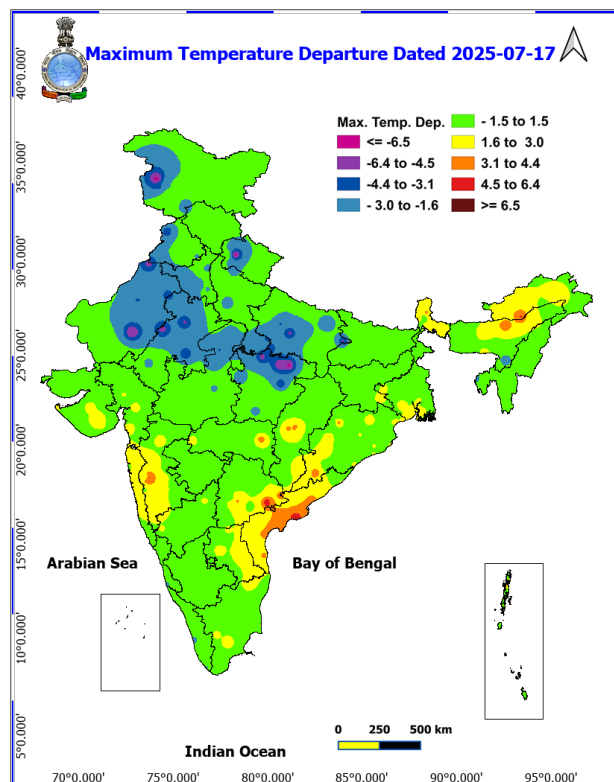 Maximum Temperature Departure Dated 2025-07-17
Max. Temp. Dep.
<= -6.5
-6.4 to -4.5
-4.4 to -3.1
- 3.0 to -1.6
- 1.5 to 1.5
1.6 to 3.0
3.1 to 4.4
4.5 to 6.4
>= 6.5
40°0.000'
35°0.000'
30°0.000'
25°0.000'
20°0.000'
15°0.000'
10°0.000'
5°0.000'
Arabian Sea
Bay of Bengal
Indian Ocean
0 250 500 km
70°0.000' 75°0.000' 80°0.000' 85°0.000' 90°0.000' 95°0.000'